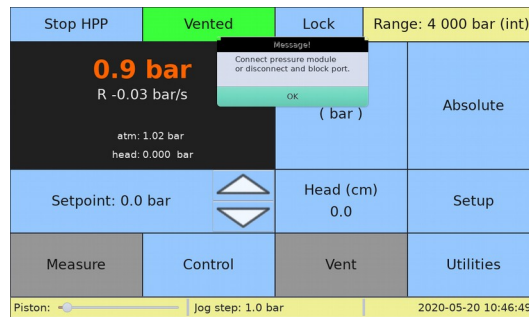 Stop HPP
Vented
Lock
Range: 4 000 bar (int)
Message!
Connect pressure module
or disconnect and block port.
OK
0.9 bar
R -0.03 bar/s
atm: 1.02 bar
head: 0.000 bar
( bar )
Absolute
Setpoint: 0.0 bar
Head (cm)
0.0
Setup
Measure
Control
Vent
Utilities
Piston:
Jog step: 1.0 bar
2020-05-20 10:46:49